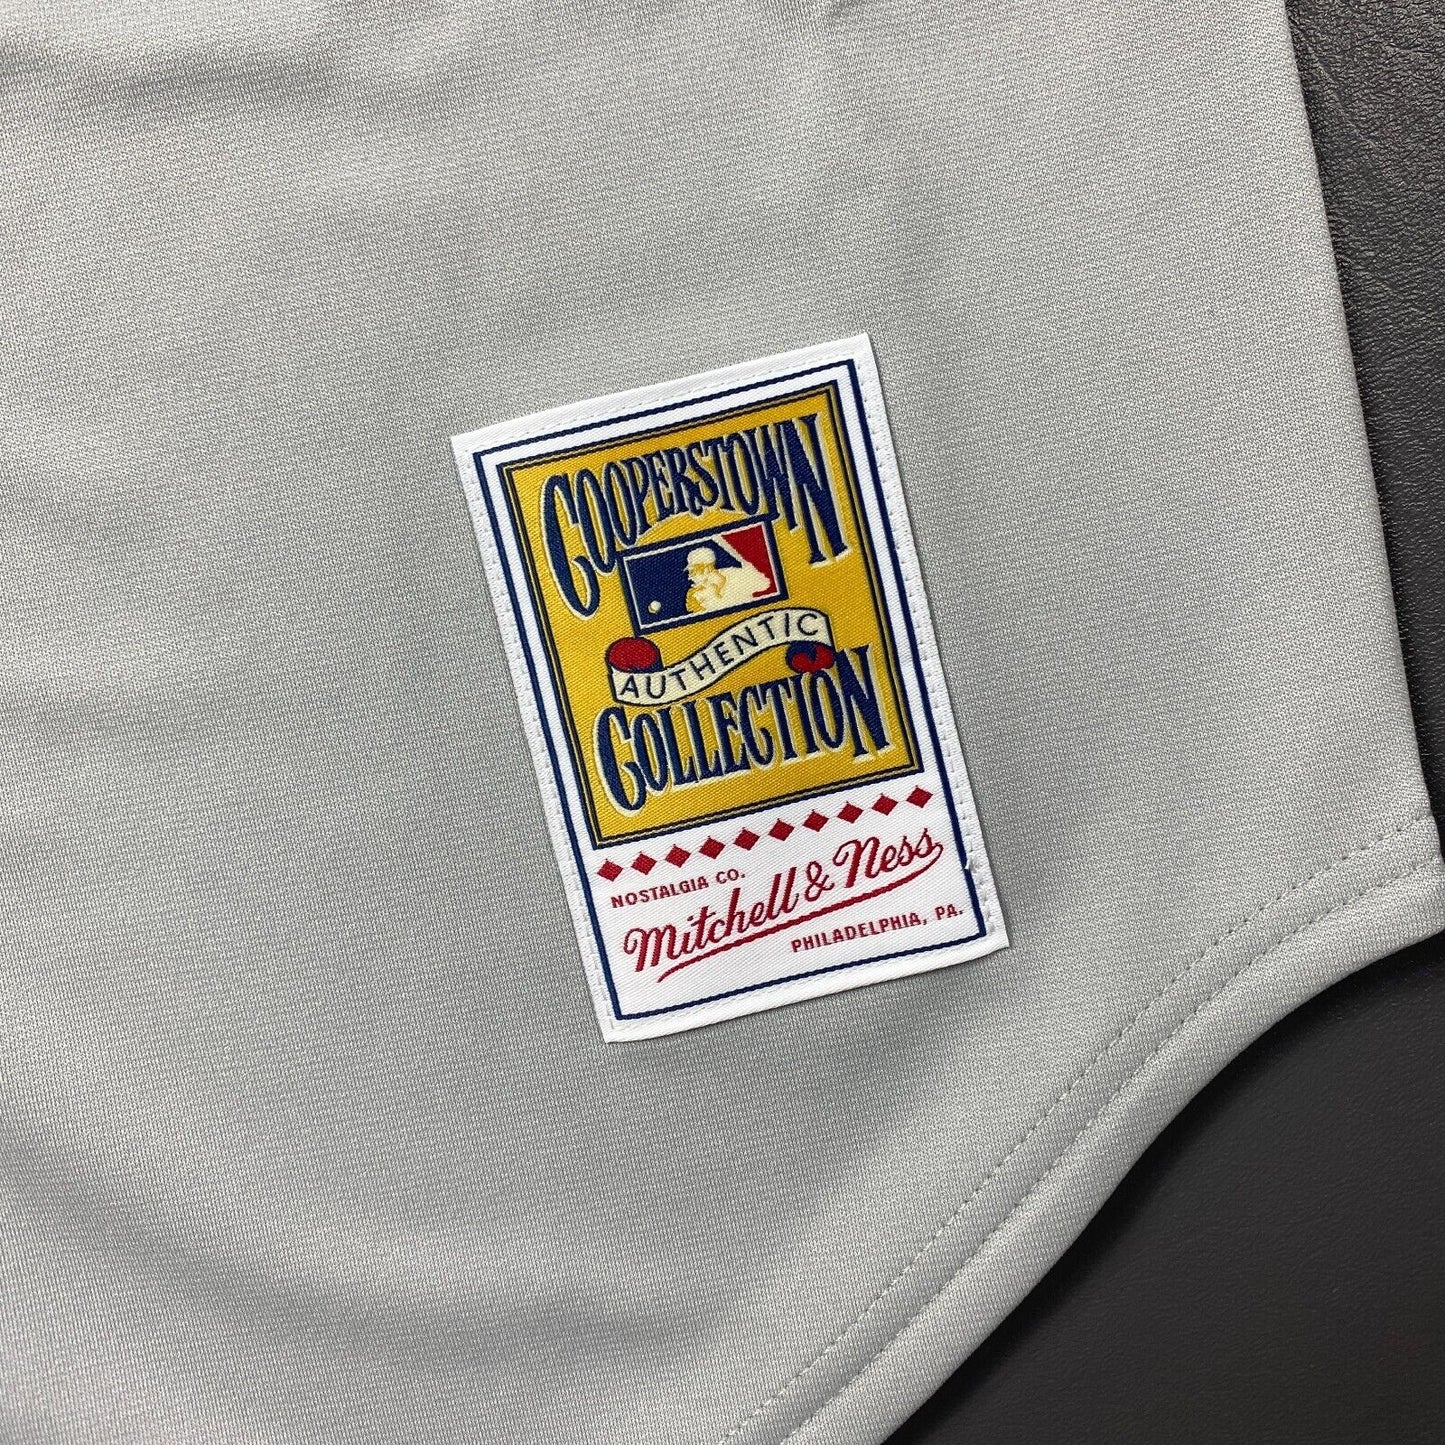 COOPERSTOWN
AUTHENTIC
COLLECTION
NOSTALGIA CO.
Mitchell & Ness
PHILADELPHIA, PA.